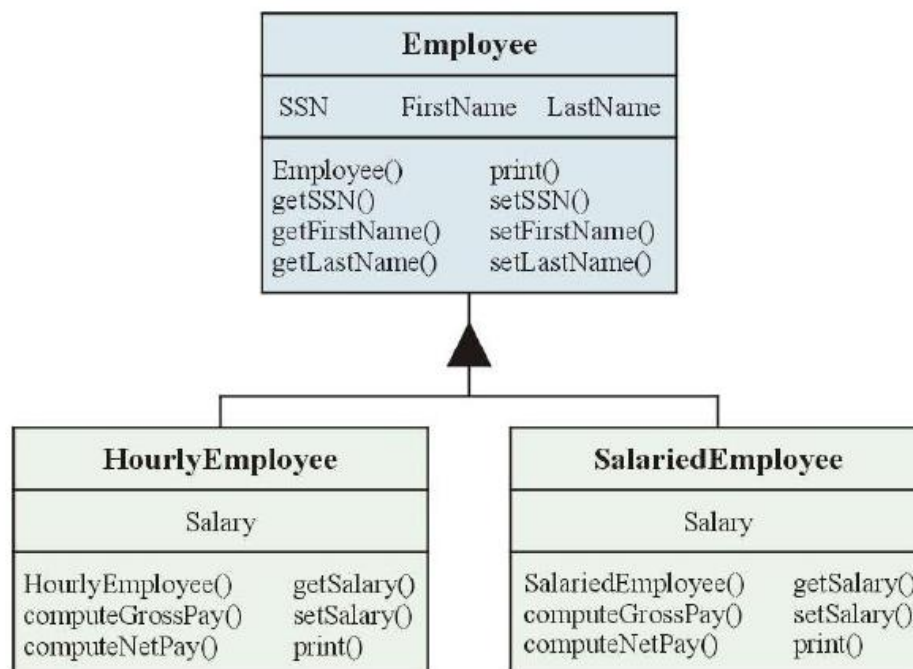 Employee
SSN FirstName LastName
Employee() print()
getSSN() setSSN()
getFirstName() setFirstName()
getLastName() setLastName()
HourlyEmployee
Salary
HourlyEmployee() getSalary()
computeGrossPay() setSalary()
computeNetPay() print()
SalariedEmployee
Salary
SalariedEmployee() getSalary()
computeGrossPay() setSalary()
computeNetPay() print()